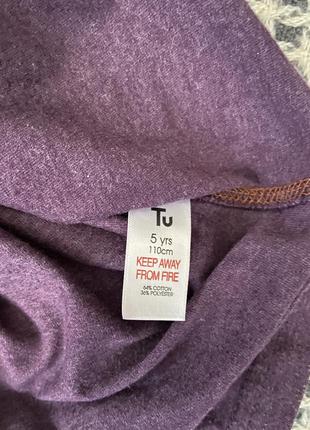 Tu
5 yrs
110cm
KEEP AWAY
FROM FIRE
64% COTTON
36% POLYESTER